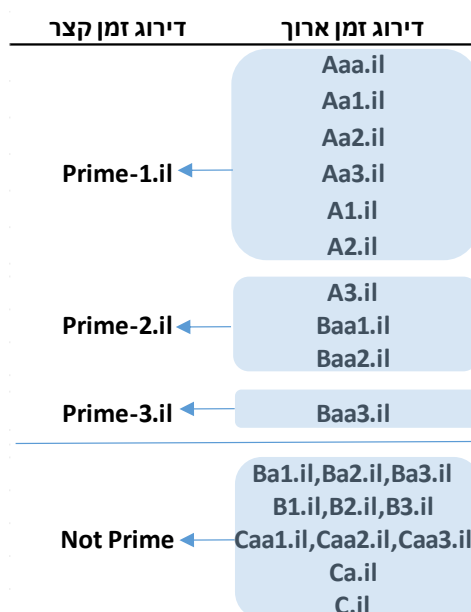 דירוג זמן ארוך דירוג זמן קצר
Aaa.il
Aa1.il
Aa2.il
Aa3.il
Prime-1.il
A1.il
A2.il
A3.il
Baa1.il
Prime-2.il
Baa2.il
Baa3.il
Prime-3.il
Ba1.il,Ba2.il,Ba3.il
B1.il,B2.il,B3.il
Caa1.il,Caa2.il,Caa3.il
Not Prime
Ca.il
C.il